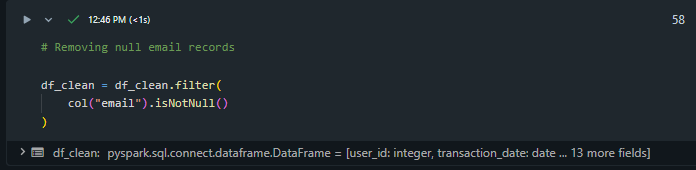 12:46 PM (<1s)
58
# Removing null email records
df_clean = df_clean.filter(
    col("email").isNotNull()
)
df_clean: pyspark.sql.connect.dataframe.DataFrame = [user_id: integer, transaction_date: date ... 13 more fields]